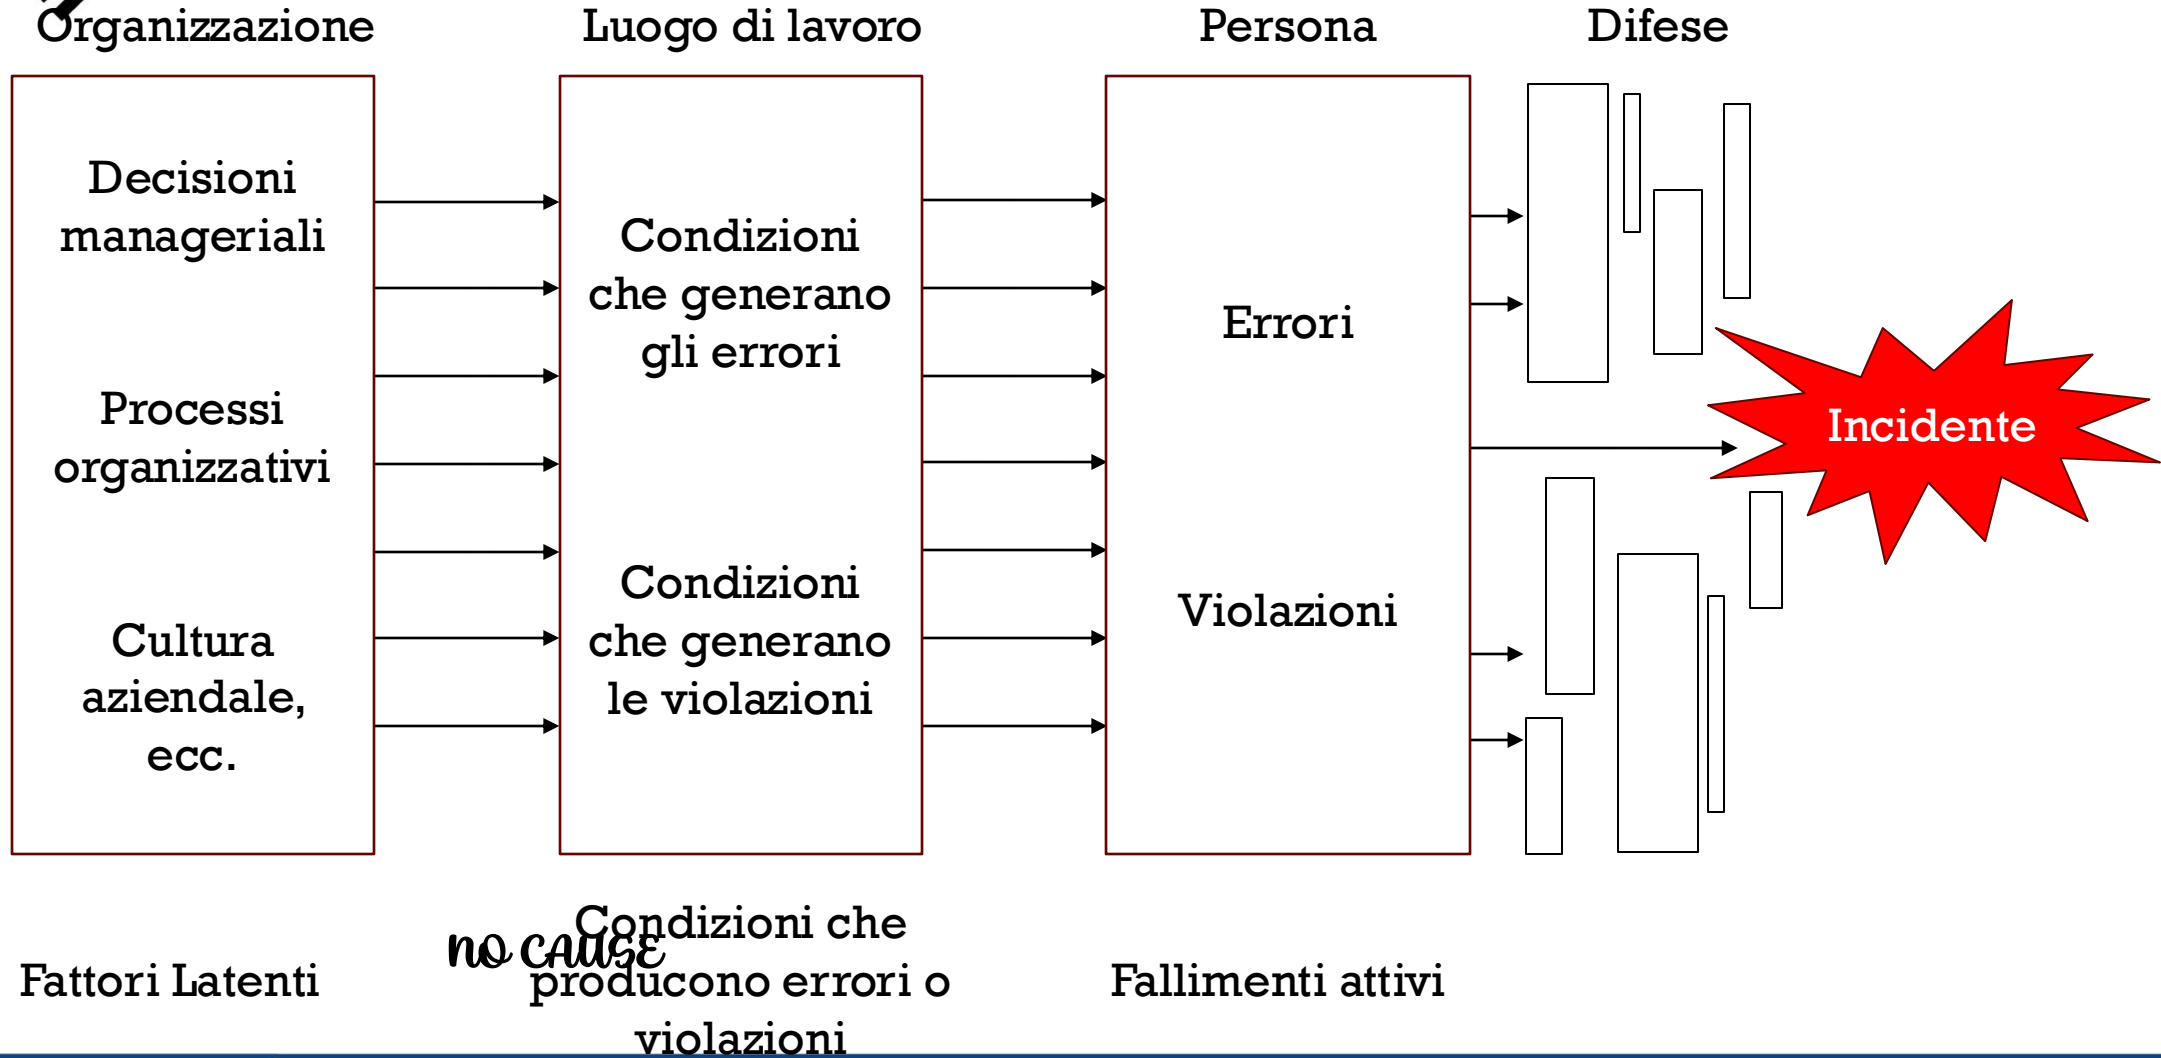 Organizzazione
Luogo di lavoro
Persona
Difese
Decisioni
manageriali
Processi
organizzativi
Cultura
aziendale,
ecc.
Condizioni
che generano
gli errori
Condizioni
che generano
le violazioni
Errori
Violazioni
Incidente
Fattori Latenti
NO CAUSE
Condizioni che
producono errori o
violazioni
Fallimenti attivi